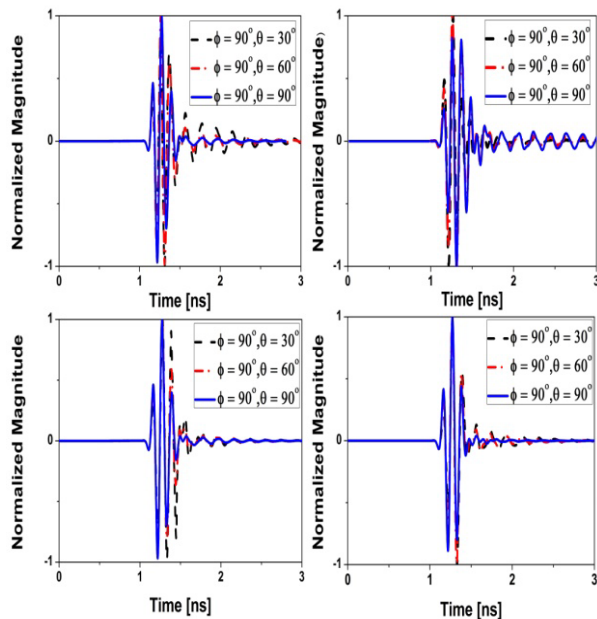 Normalized Magnitude
1
0
-1
0
1
2
3
Time [ns]
ϕ = 90°,θ = 30°
ϕ = 90°,θ = 60°
ϕ = 90°,θ = 90°
Normalized Magnitude)
1
0
-1
0
1
2
3
Time [ns]
ϕ = 90°,θ = 30°
ϕ = 90°,θ = 60°
ϕ = 90°,θ = 90°
Normalized Magnitude
1
0
-1
0
1
2
3
Time [ns]
ϕ = 90°,θ = 30°
ϕ = 90°,θ = 60°
ϕ = 90°,θ = 90°
Normalized Magnitude
1
0
-1
0
1
2
3
Time [ns]
ϕ = 90°,θ = 30°
ϕ = 90°,θ = 60°
ϕ = 90°,θ = 90°